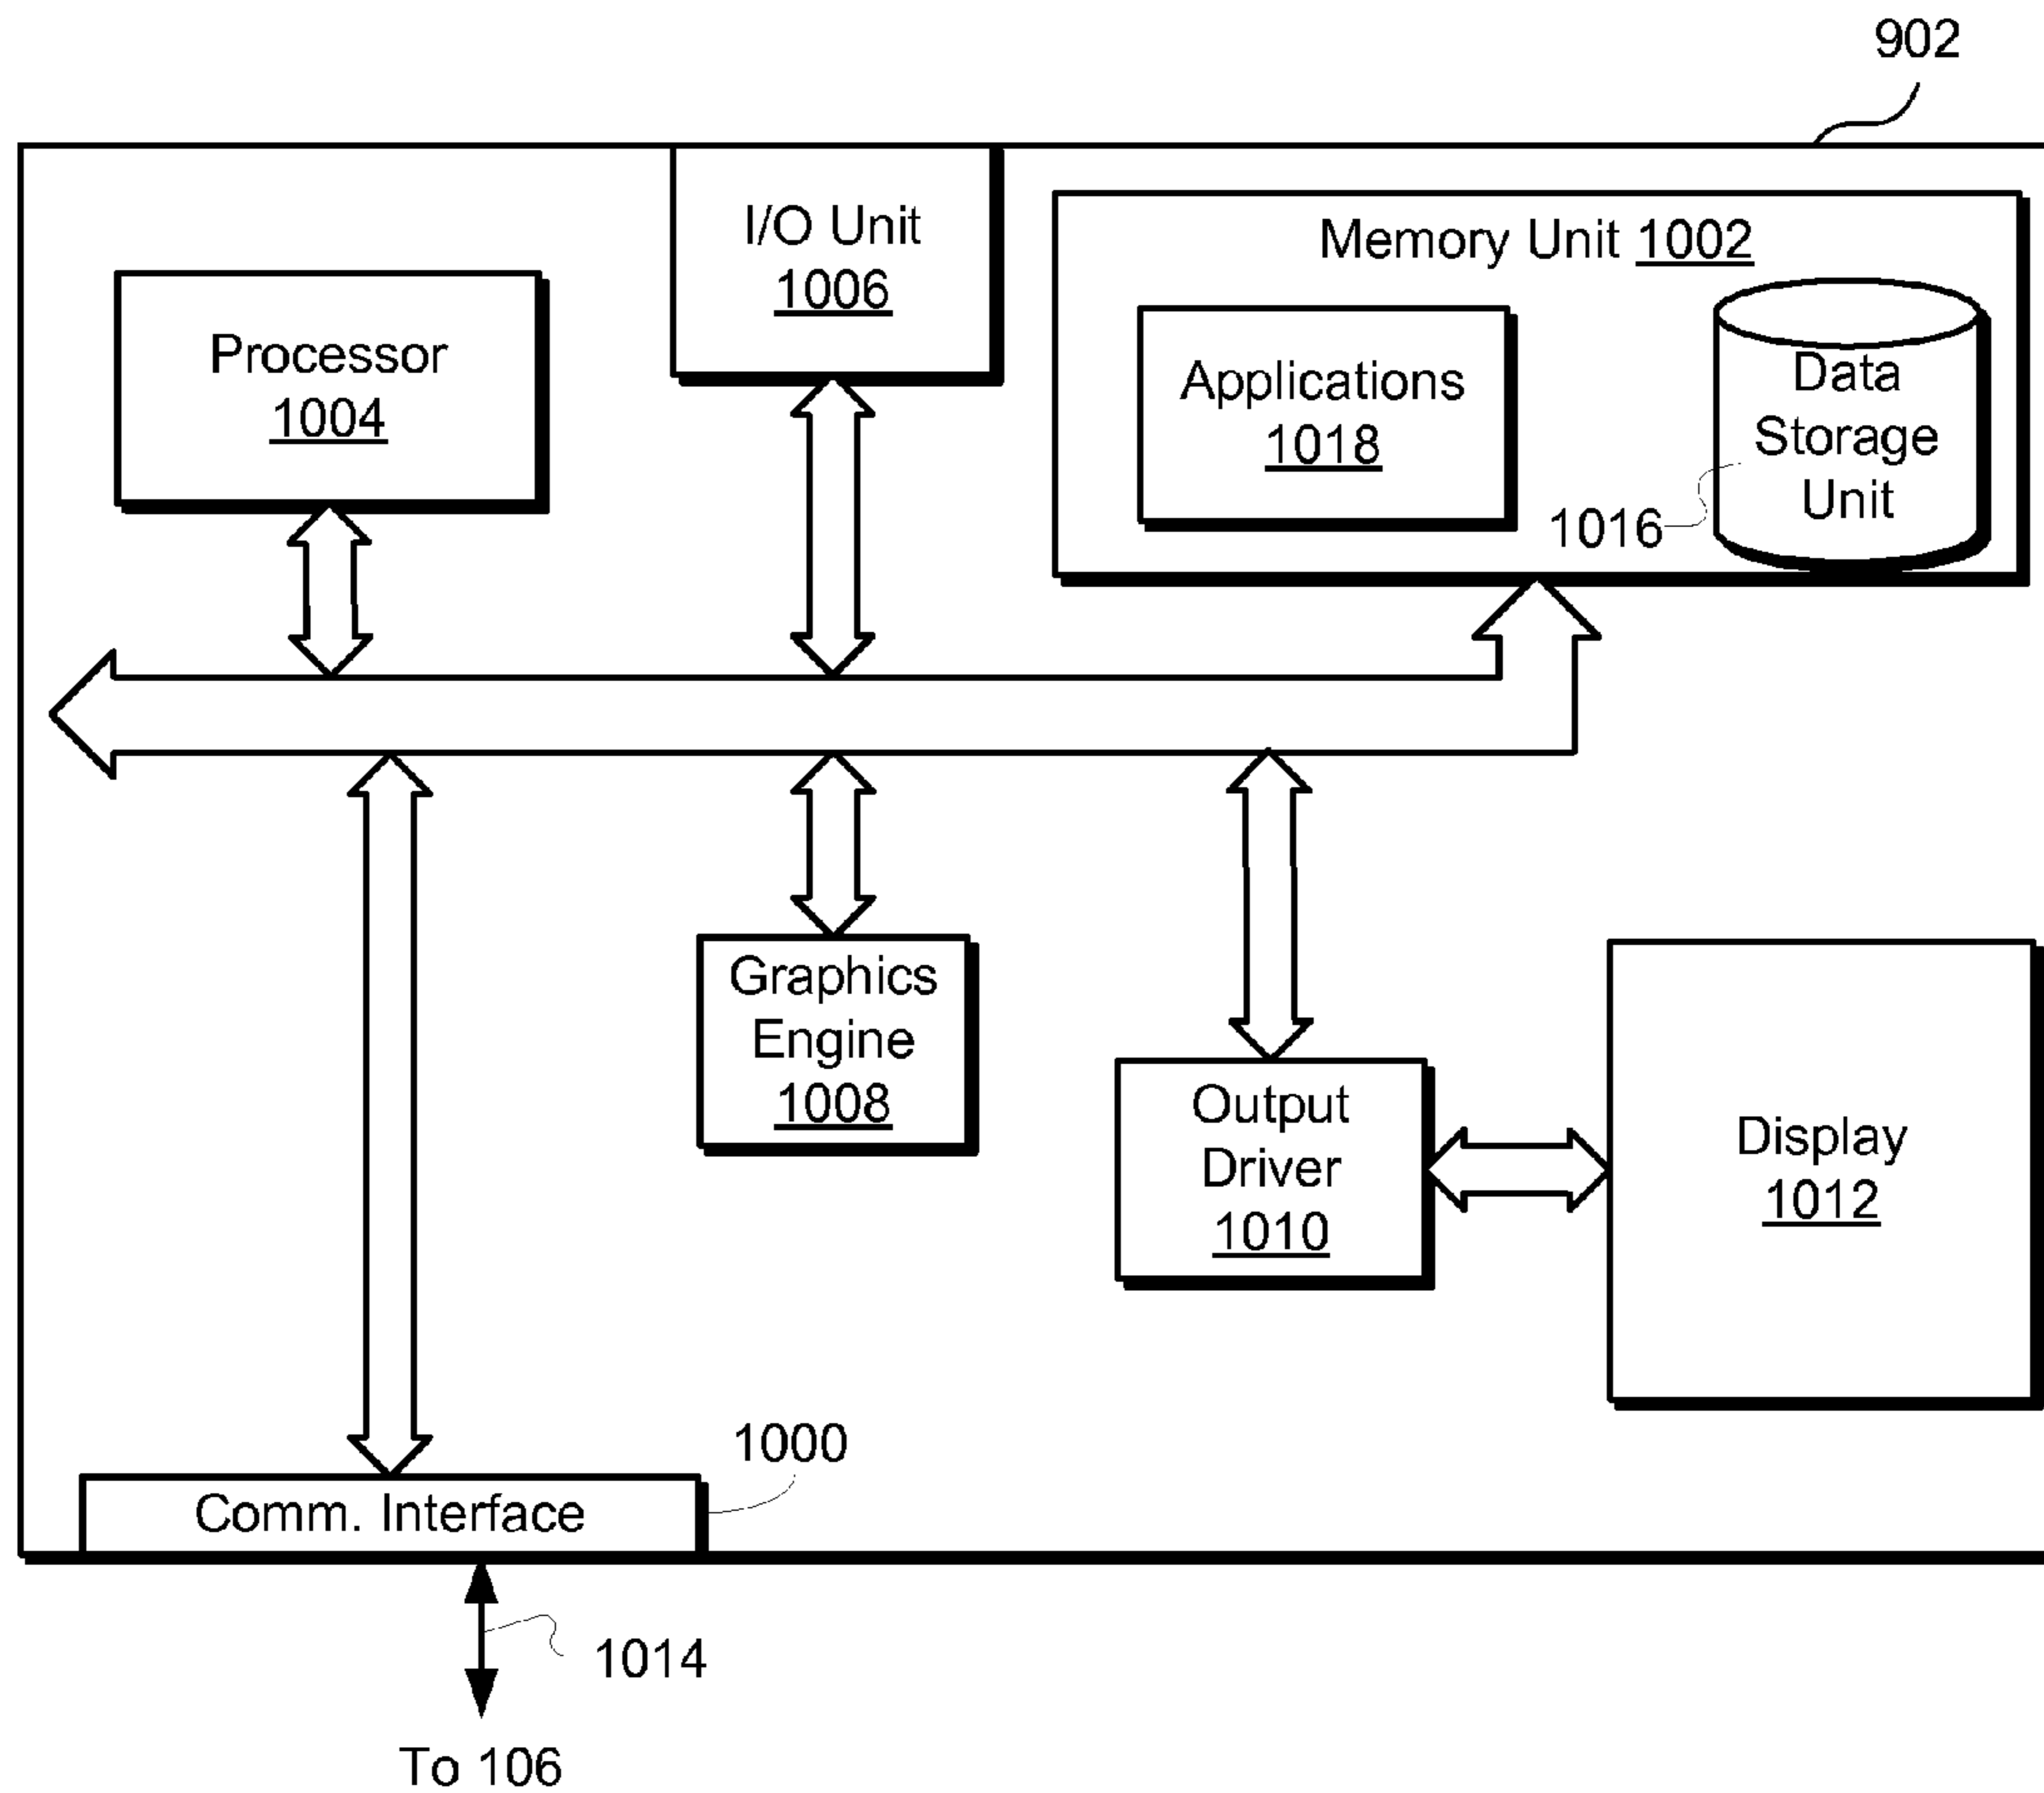 902
I/O Unit
1006
Memory Unit 1002
Processor
1004
Applications
1018
Data
Storage
Unit
1016
Graphics
Engine
1008
Output
Driver
1010
Display
1012
1000
Comm. Interface
1014
To 106